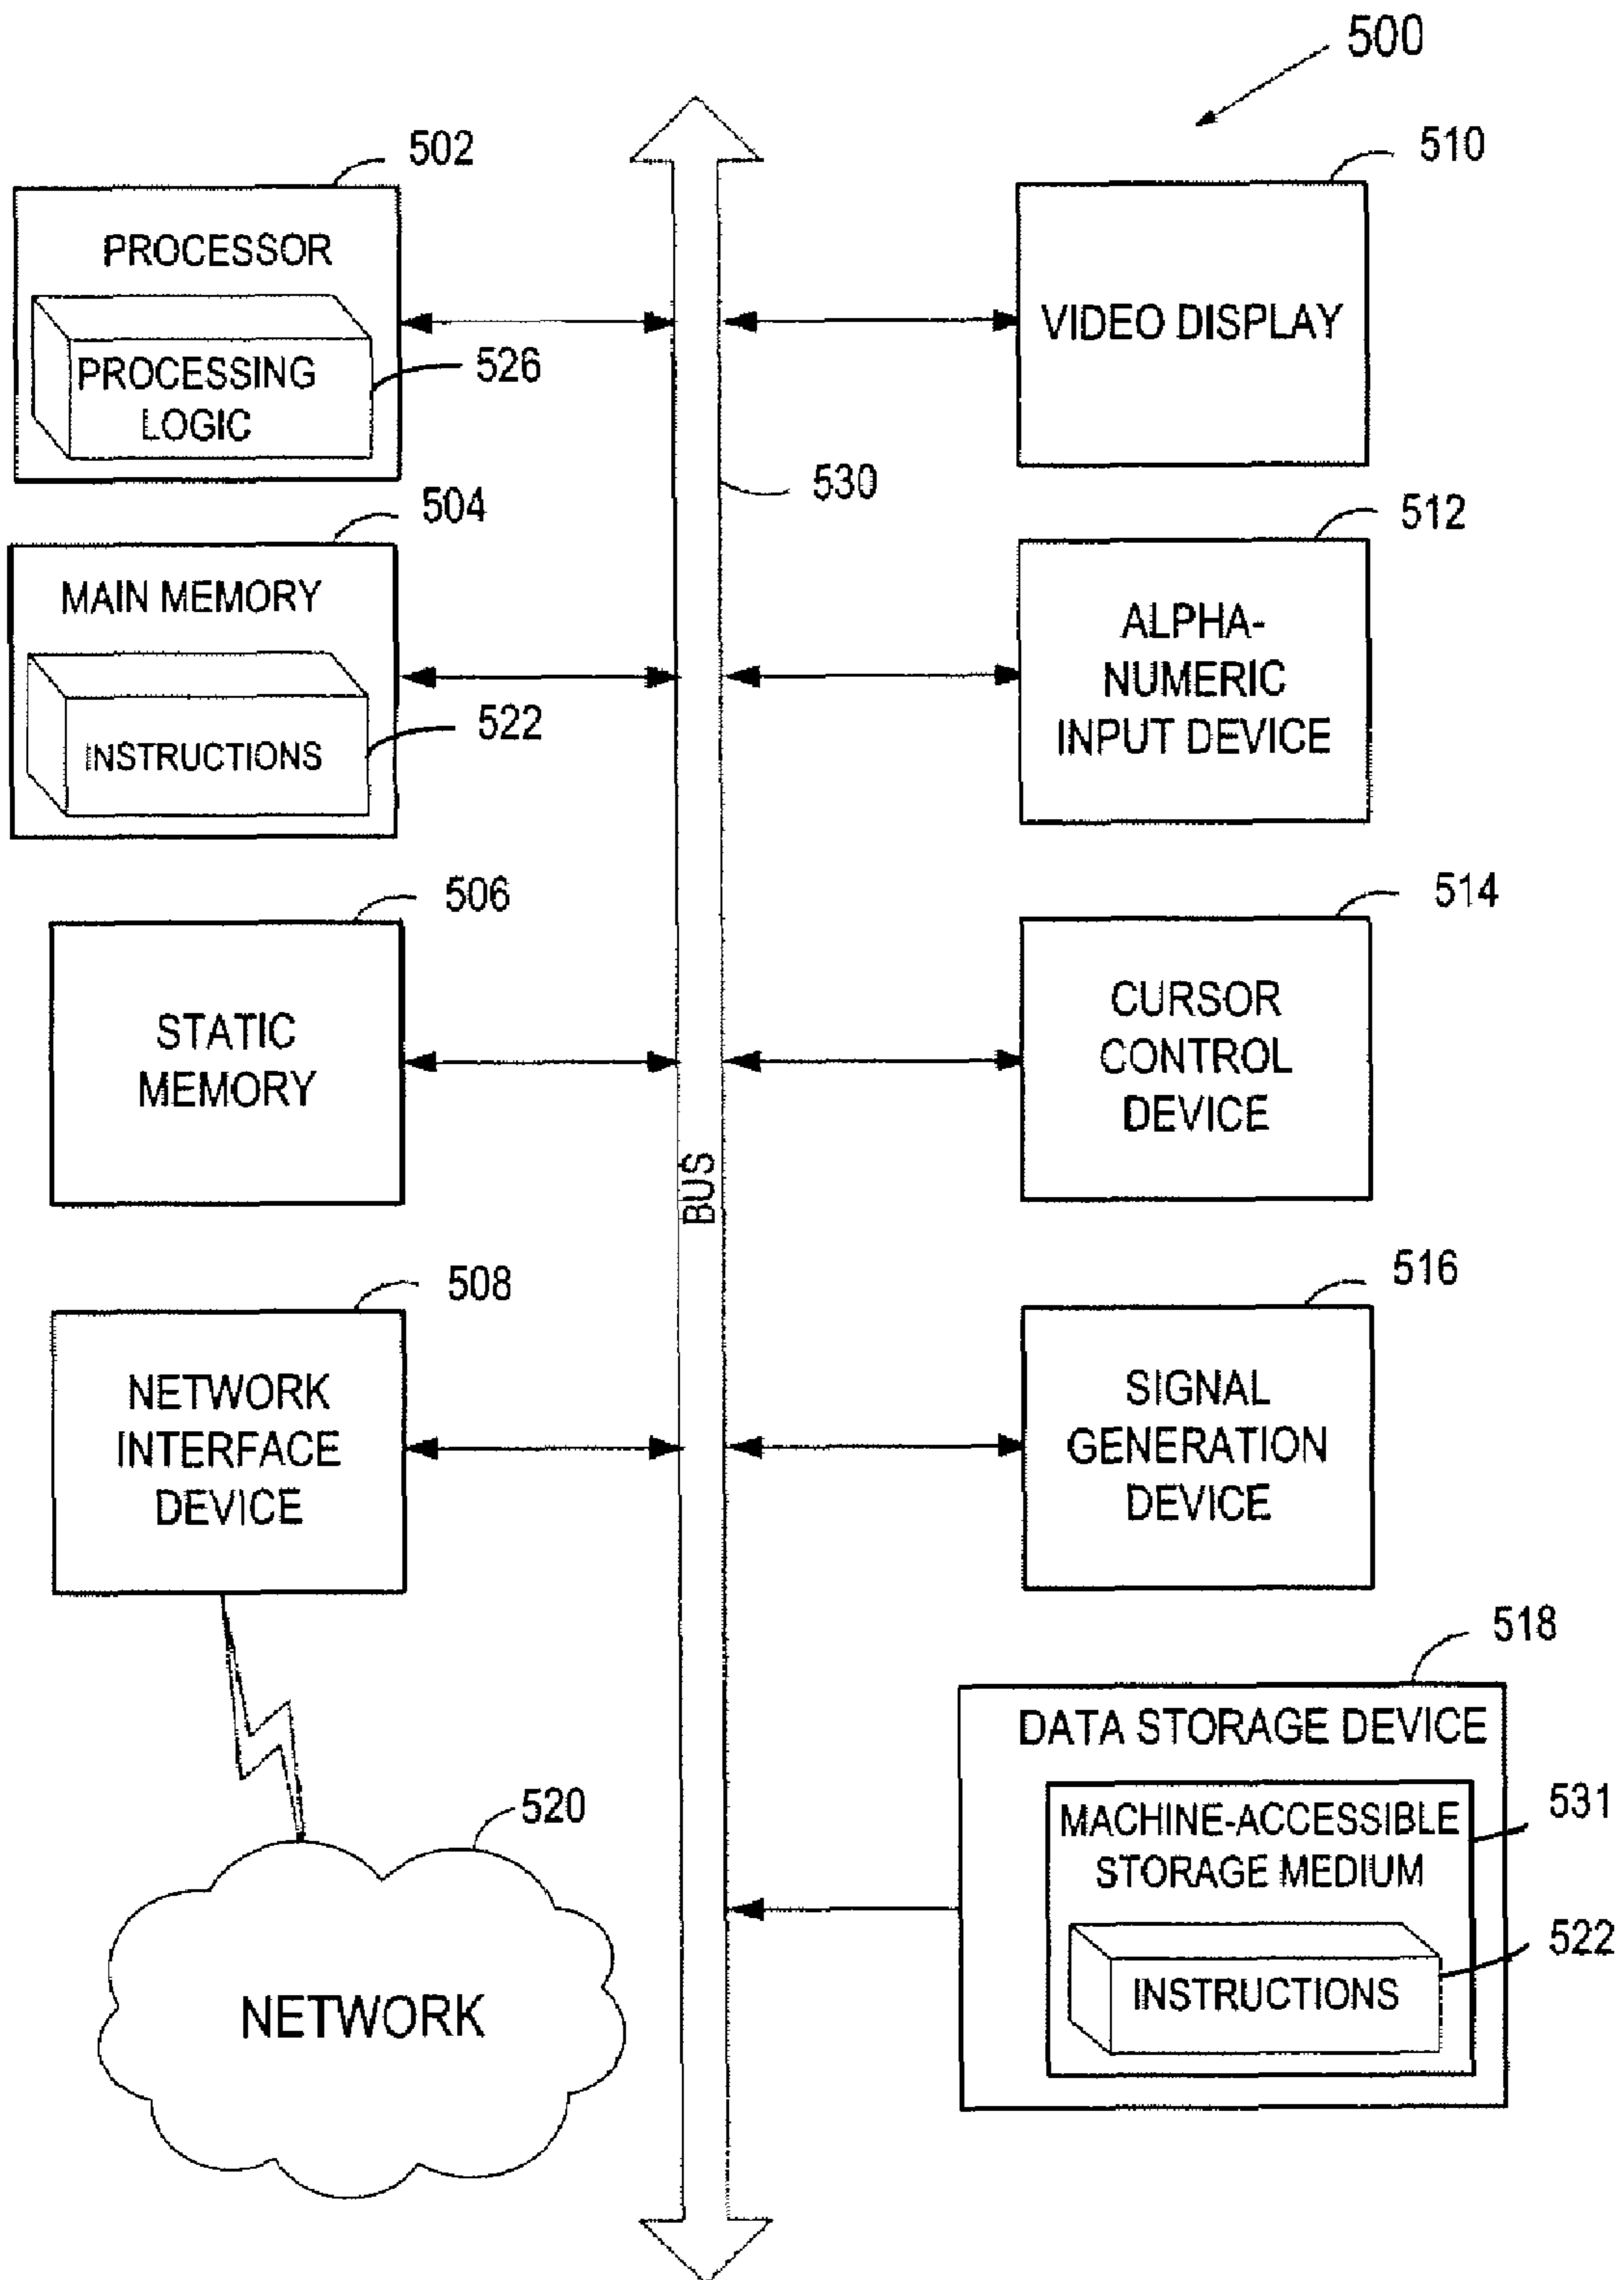 500
502
PROCESSOR
PROCESSING
LOGIC
526
510
VIDEO DISPLAY
530
504
MAIN MEMORY
INSTRUCTIONS
522
512
ALPHA-
NUMERIC
INPUT DEVICE
506
STATIC
MEMORY
514
CURSOR
CONTROL
DEVICE
BUS
508
NETWORK
INTERFACE
DEVICE
516
SIGNAL
GENERATION
DEVICE
520
NETWORK
518
DATA STORAGE DEVICE
MACHINE-ACCESSIBLE
STORAGE MEDIUM
531
INSTRUCTIONS
522